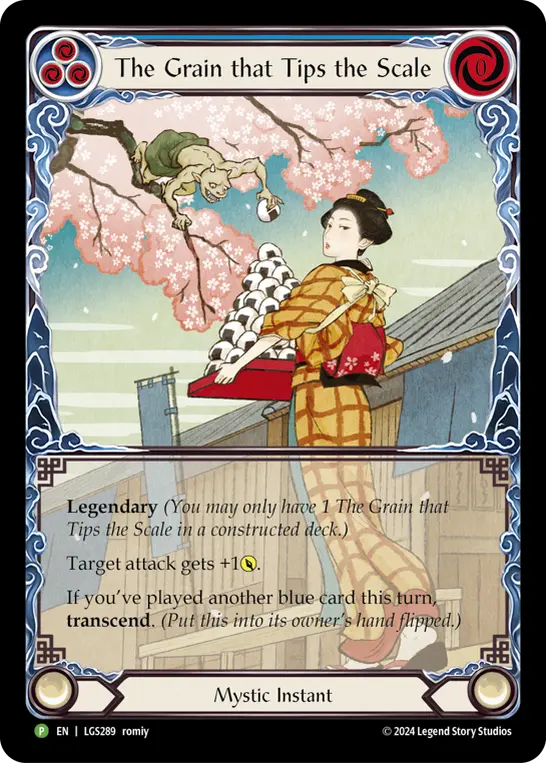 The Grain that Tips the Scale
0
Legendary (You may only have 1 The Grain that
Tips the Scale in a constructed deck.)
Target attack gets +1.
If you've played another blue card this turn,
transcend. (Put this into its owner's hand flipped.)
Mystic Instant
P EN | LGS289 romiy
© 2024 Legend Story Studios